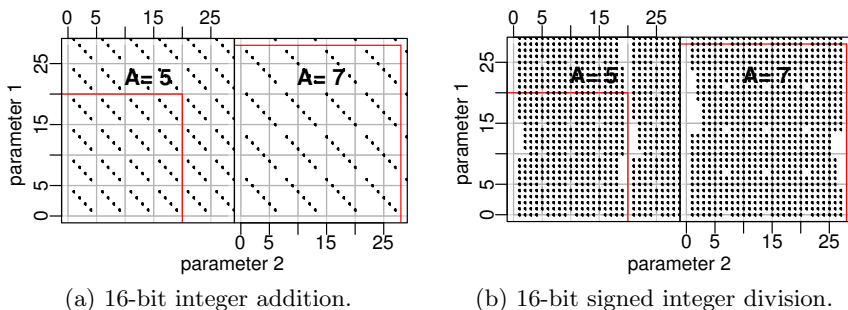 0 5 15 25
0 5 15 25
A= 5
A= 7
A= 5
A= 7
parameter 1
0 5 15 25
parameter 1
0 5 15 25
0 5 15 25
0 5 15 25
parameter 2
parameter 2
(a) 16-bit integer addition.
(b) 16-bit signed integer division.